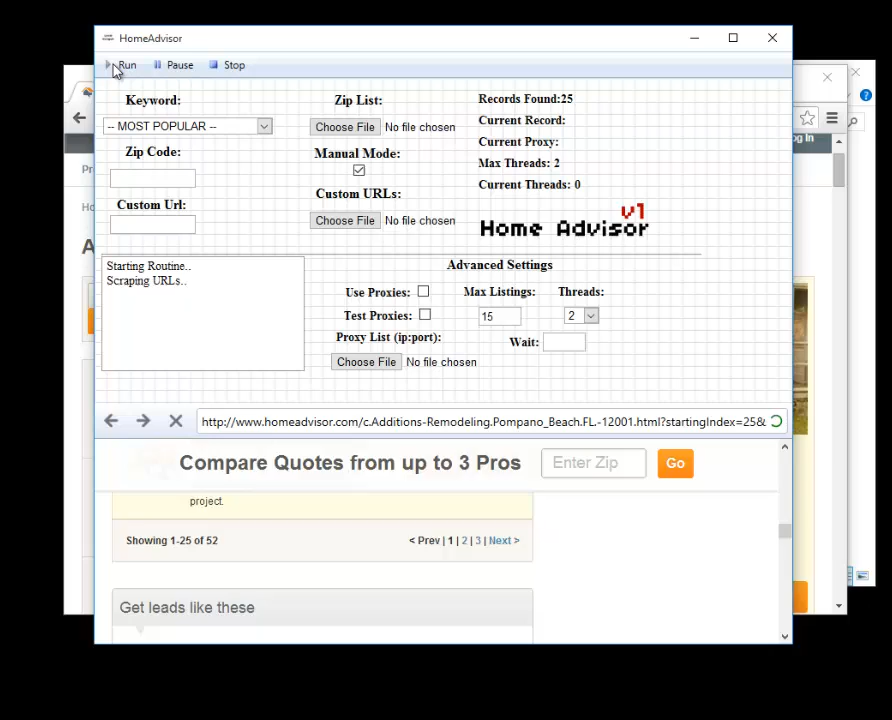 HomeAdvisor
Run Pause Stop
Keyword:
-- MOST POPULAR --
Zip Code:
Custom Url:
Zip List:
Choose File No file chosen
Manual Mode:
Custom URLs:
Choose File No file chosen
Records Found:25
Current Record:
Current Proxy:
Max Threads: 2
Current Threads: 0
v1
Home Advisor
Starting Routine..
Scraping URLs..
Advanced Settings
Use Proxies: Max Listings: Threads:
Test Proxies: 15 2
Proxy List (ip:port): Wait:
Choose File No file chosen
http://www.homeadvisor.com/c.Additions-Remodeling.Pompano_Beach.FL.-12001.html?startingIndex=25&
Compare Quotes from up to 3 Pros Enter Zip Go
project.
Showing 1-25 of 52 < Prev | 1 | 2 | 3 | Next >
Get leads like these
Pr
Ho
A
og In